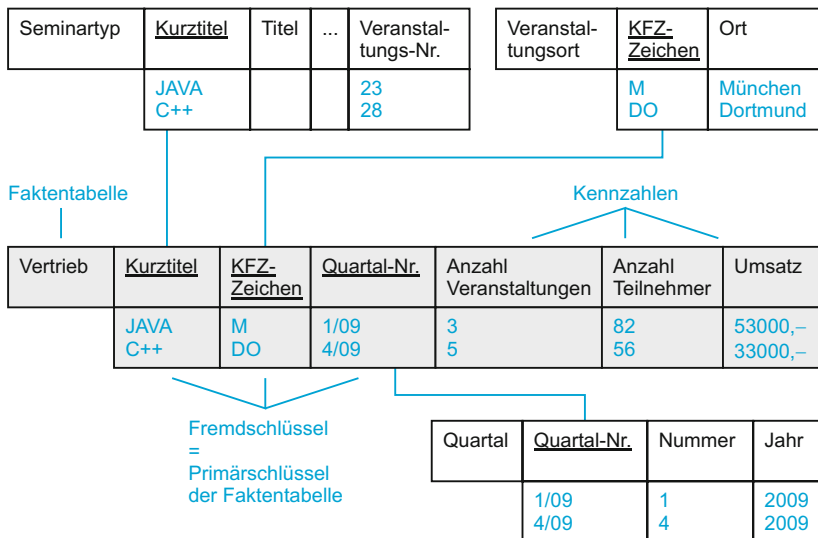 Seminartyp Kurztitel Titel ... Veranstal-
tungs-Nr.
JAVA 23
C++ 28
Veranstal-
tungsort KFZ-
Zeichen Ort
M München
DO Dortmund
Faktentabelle
Kennzahlen
Vertrieb Kurztitel KFZ-
Zeichen Quartal-Nr. Anzahl
Veranstaltungen Anzahl
Teilnehmer Umsatz
JAVA M 1/09 3 82 53000,–
C++ DO 4/09 5 56 33000,–
Fremdschlüssel
=
Primärschlüssel
der Faktentabelle
Quartal Quartal-Nr. Nummer Jahr
1/09 1 2009
4/09 4 2009